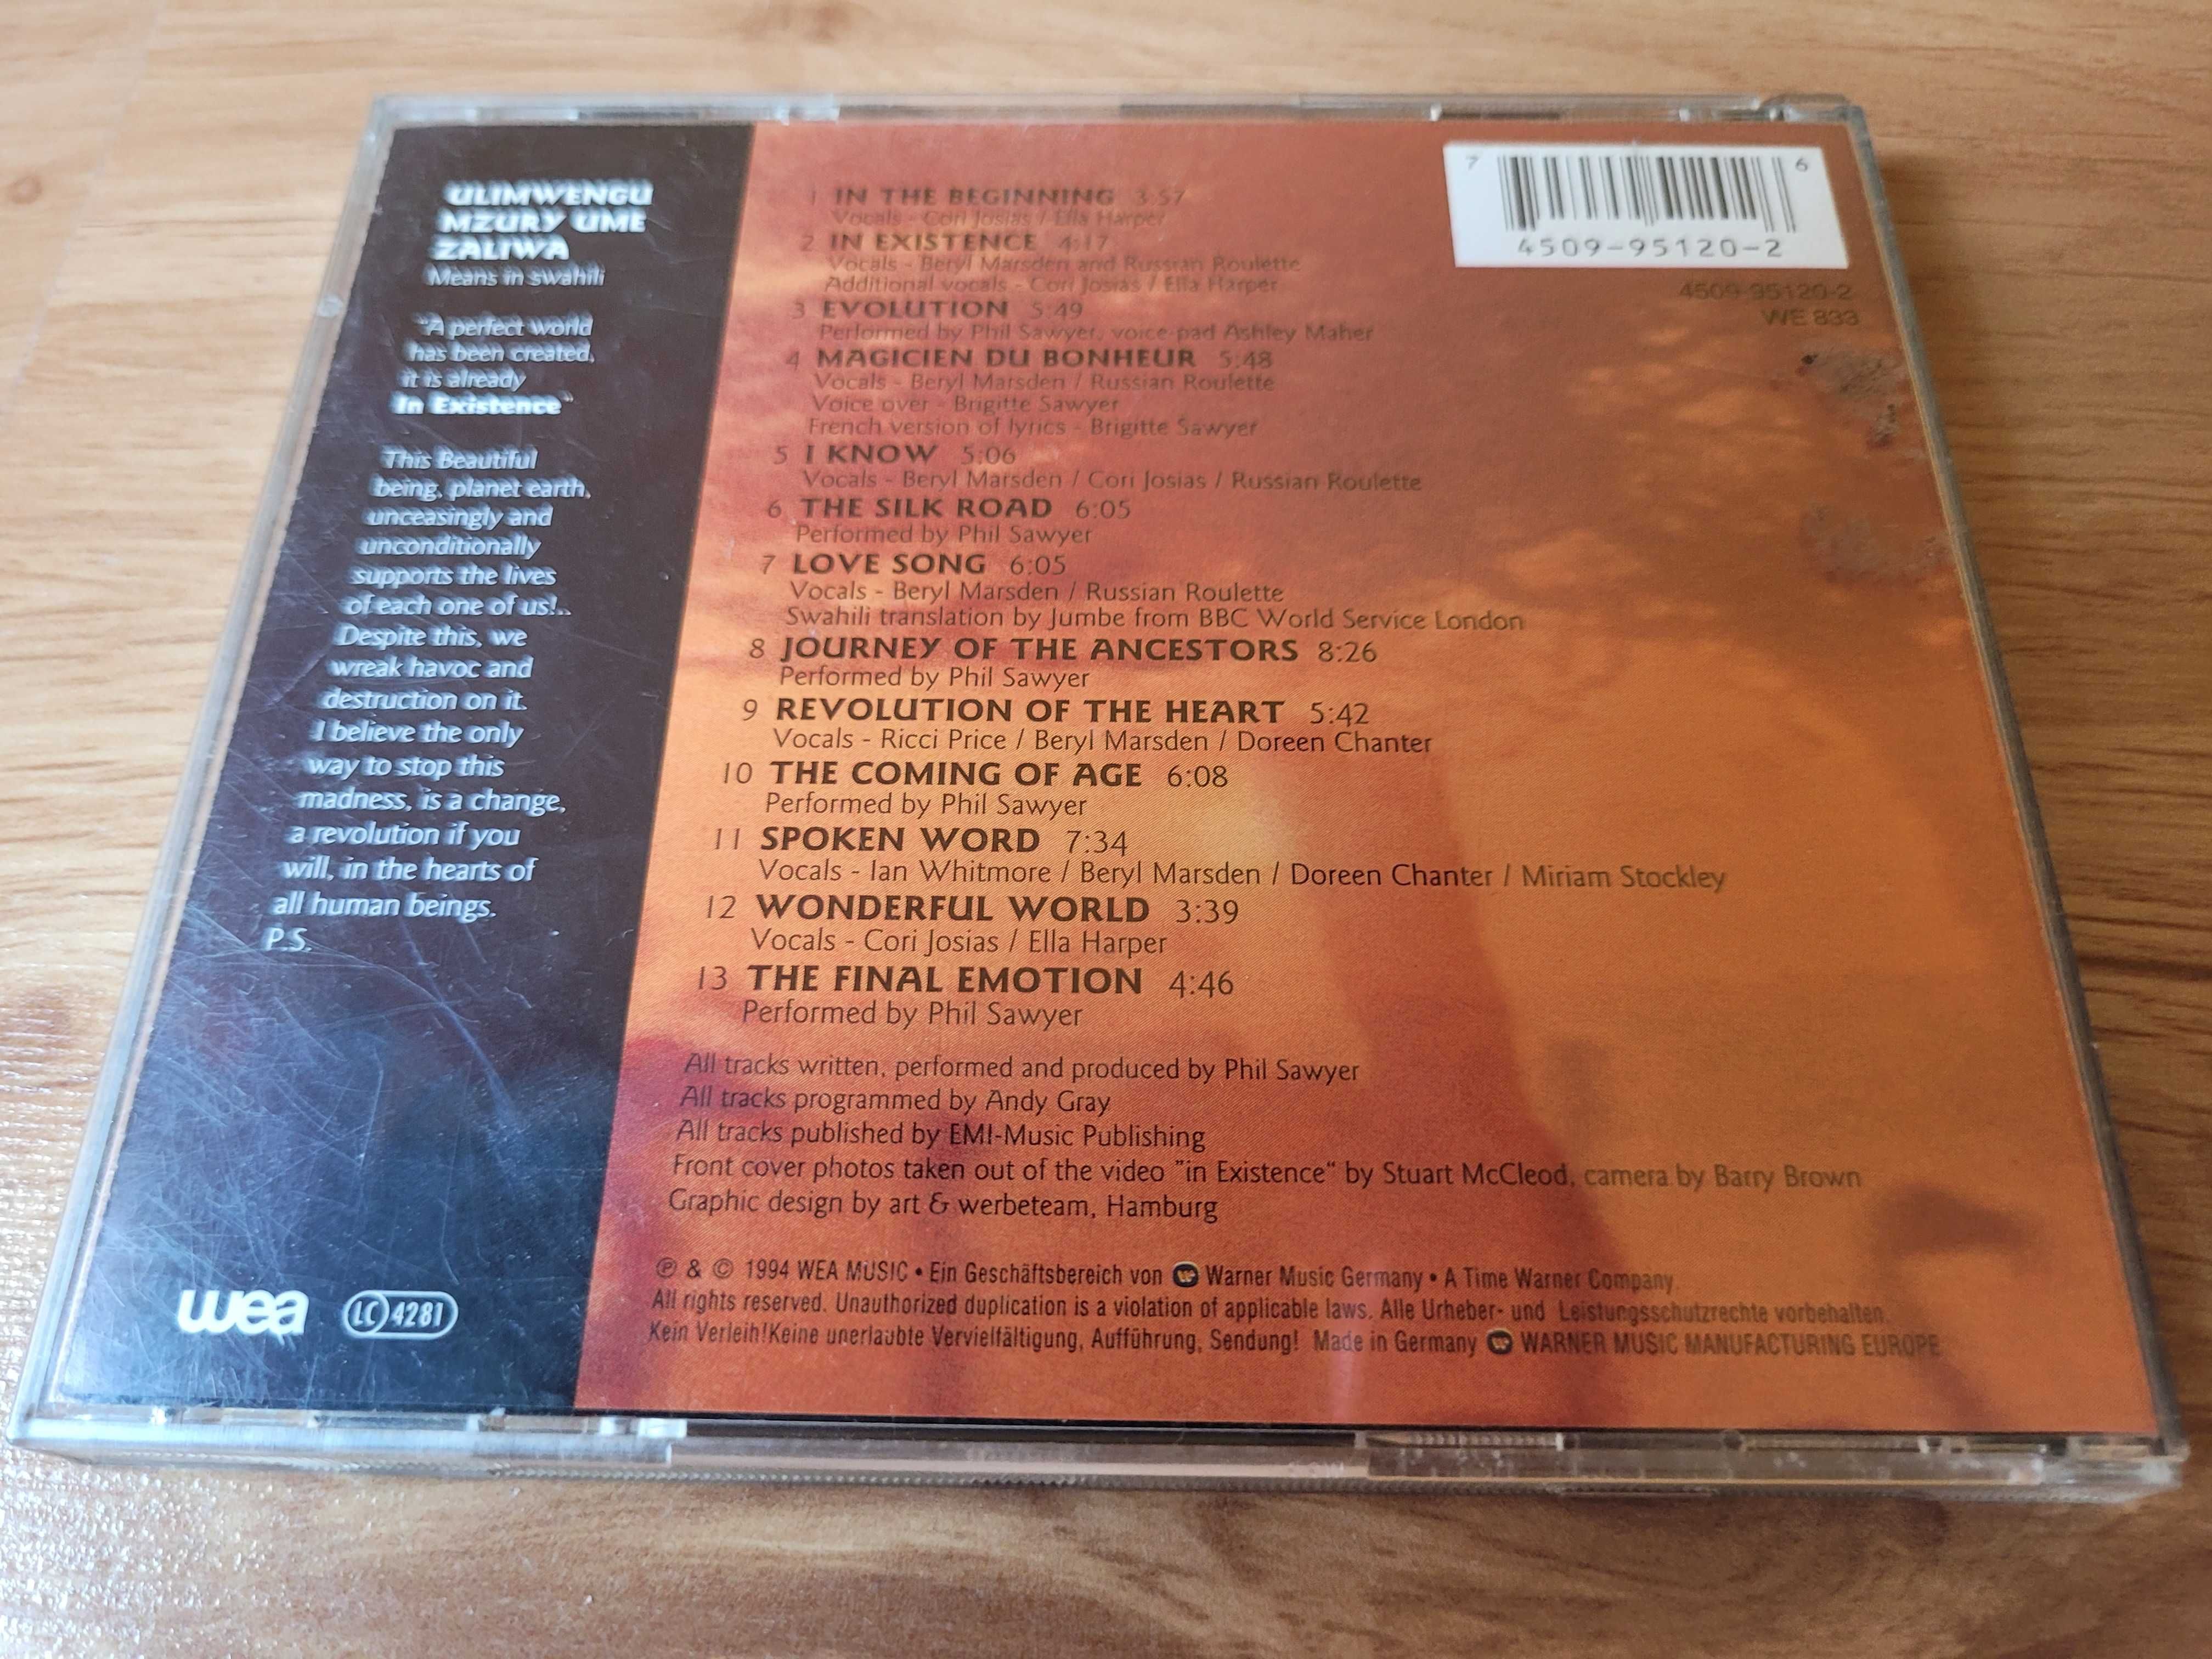 ULIMWENGU
MZURY UME
ZALIWA
Means in swahili
"A perfect world
has been created,
it is already
In Existence"
This Beautiful
being, planet earth,
unceasingly and
unconditionally
supports the lives
of each one of us!..
Despite this, we
wreak havoc and
destruction on it.
I believe the only
way to stop this
madness, is a change,
a revolution if you
will, in the hearts of
all human beings.
P.S.
wea LC 4281
1 IN THE BEGINNING 3:57
Vocals - Cori Josias / Ella Harper
2 IN EXISTENCE 4:17
Vocals - Beryl Marsden and Russian Roulette
Additional vocals - Cori Josias / Ella Harper
3 EVOLUTION 5:49
Performed by Phil Sawyer, voice-pad Ashley Maher
4 MAGICIEN DU BONHEUR 5:48
Vocals - Beryl Marsden / Russian Roulette
Voice over - Brigitte Sawyer
French version of lyrics - Brigitte Sawyer
5 I KNOW 5:06
Vocals - Beryl Marsden / Cori Josias / Russian Roulette
6 THE SILK ROAD 6:05
Performed by Phil Sawyer
7 LOVE SONG 6:05
Vocals - Beryl Marsden / Russian Roulette
Swahili translation by Jumbe from BBC World Service London
8 JOURNEY OF THE ANCESTORS 8:26
Performed by Phil Sawyer
9 REVOLUTION OF THE HEART 5:42
Vocals - Ricci Price / Beryl Marsden / Doreen Chanter
10 THE COMING OF AGE 6:08
Performed by Phil Sawyer
11 SPOKEN WORD 7:34
Vocals - Ian Whitmore / Beryl Marsden / Doreen Chanter / Miriam Stockley
12 WONDERFUL WORLD 3:39
Vocals - Cori Josias / Ella Harper
13 THE FINAL EMOTION 4:46
Performed by Phil Sawyer
All tracks written, performed and produced by Phil Sawyer
All tracks programmed by Andy Gray
All tracks published by EMI-Music Publishing
Front cover photos taken out of the video "in Existence" by Stuart McCleod, camera by Barry Brown
Graphic design by art & werbeteam, Hamburg
℗ & © 1994 WEA MUSIC • Ein Geschäftsbereich von Warner Music Germany • A Time Warner Company.
All rights reserved. Unauthorized duplication is a violation of applicable laws. Alle Urheber- und Leistungsschutzrechte vorbehalten.
Kein Verleih!Keine unerlaubte Vervielfältigung, Aufführung, Sendung! Made in Germany WARNER MUSIC MANUFACTURING EUROPE
7 6
4509-95120-2
4509 95120-2
WE 833